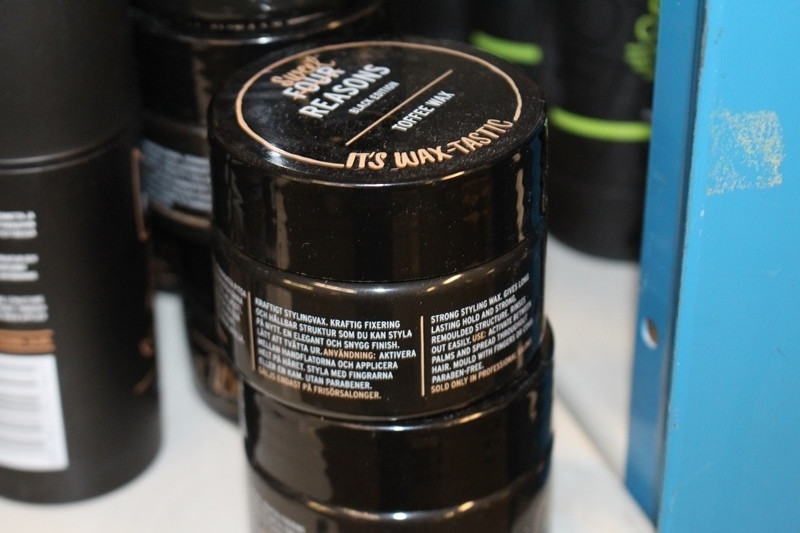 Sweet
FOUR
REASONS
BLACK EDITION
TOFFEE WAX
IT'S WAX-TASTIC
KRAFTIGT STYLINGVAX. KRAFTIG FIXERING
OCH HÅLLBAR STRUKTUR SOM DU KAN STYLA
PÅ NYTT. EN ELEGANT OCH SNYGG FINISH.
LÄTT ATT TVÄTTA UR. ANVÄNDNING: AKTIVERA
MELLAN HANDFLATORNA OCH APPLICERA
HELT PÅ HÅRET. STYLA MED FINGRARNA
ELLER EN KAM. UTAN PARABENER.
SÄLJS ENDAST PÅ FRISÖRSALONGER.
STRONG STYLING WAX. GIVES LONG
LASTING HOLD AND STRONG,
REMOULDED STRUCTURE. RINSES
OUT EASILY. USE: ACTIVATE BETWEEN
PALMS AND SPREAD THROUGHOUT
HAIR. MOULD WITH FINGERS OR COMB.
PARABEN-FREE.
SOLD ONLY IN PROFESSIONAL